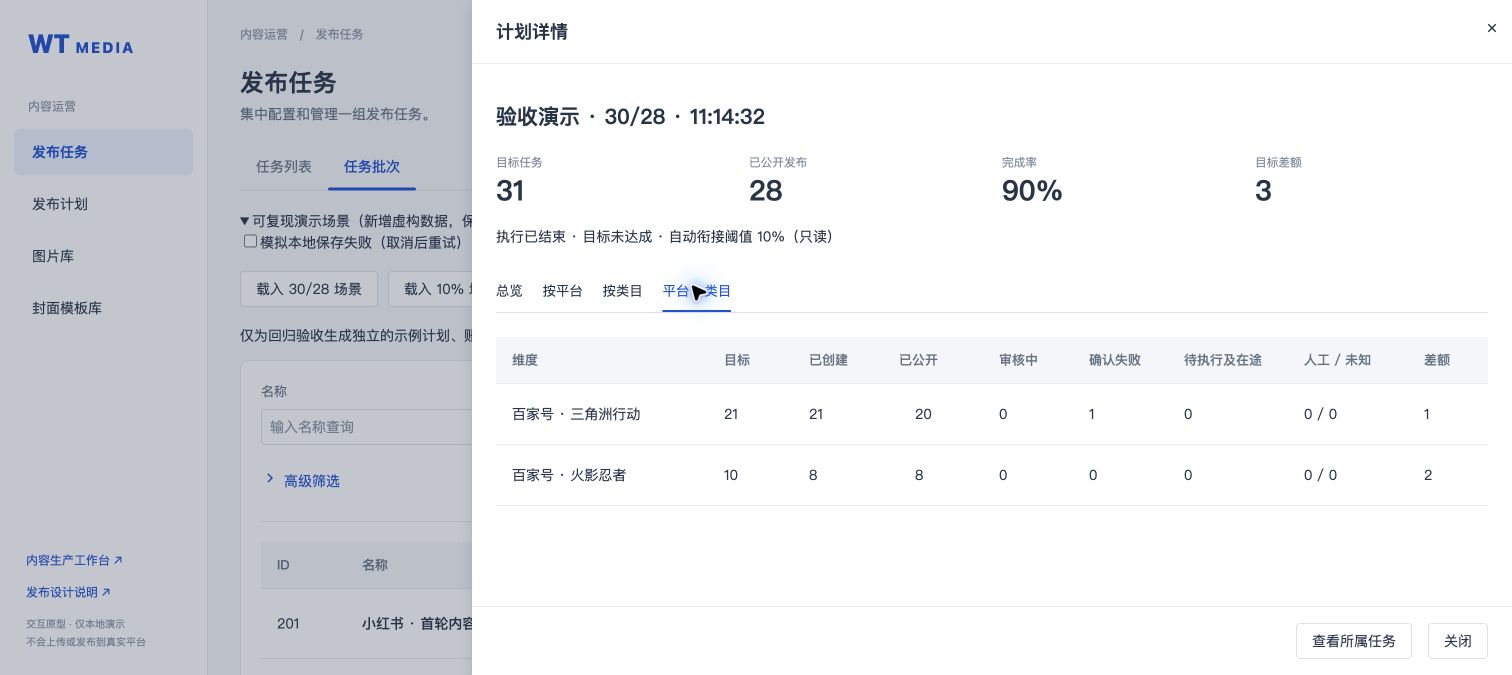 WT MEDIA
内容运营
发布任务
发布计划
图片库
封面模板库
内容生产工作台 ↗
发布设计说明 ↗
交互原型 · 仅本地演示
不会上传或发布到真实平台
内容运营 / 发布任务
发布任务
集中配置和管理一组发布任务。
任务列表 任务批次
▼可复现演示场景（新增虚构数据，保
模拟本地保存失败（取消后重试）
载入 30/28 场景 载入 10%
仅为回归验收生成独立的示例计划、
名称
输入名称查询
高级筛选
ID 名称
201 小红书 · 首轮内容
计划详情
×
验收演示 · 30/28 · 11:14:32
目标任务 已公开发布 完成率 目标差额
31 28 90% 3
执行已结束 · 目标未达成 · 自动衔接阈值 10%（只读）
总览 按平台 按类目 平台 类目
维度 目标 已创建 已公开 审核中 确认失败 待执行及在途 人工 / 未知 差额
百家号 · 三角洲行动 21 21 20 0 1 0 0 / 0 1
百家号 · 火影忍者 10 8 8 0 0 0 0 / 0 2
查看所属任务 关闭